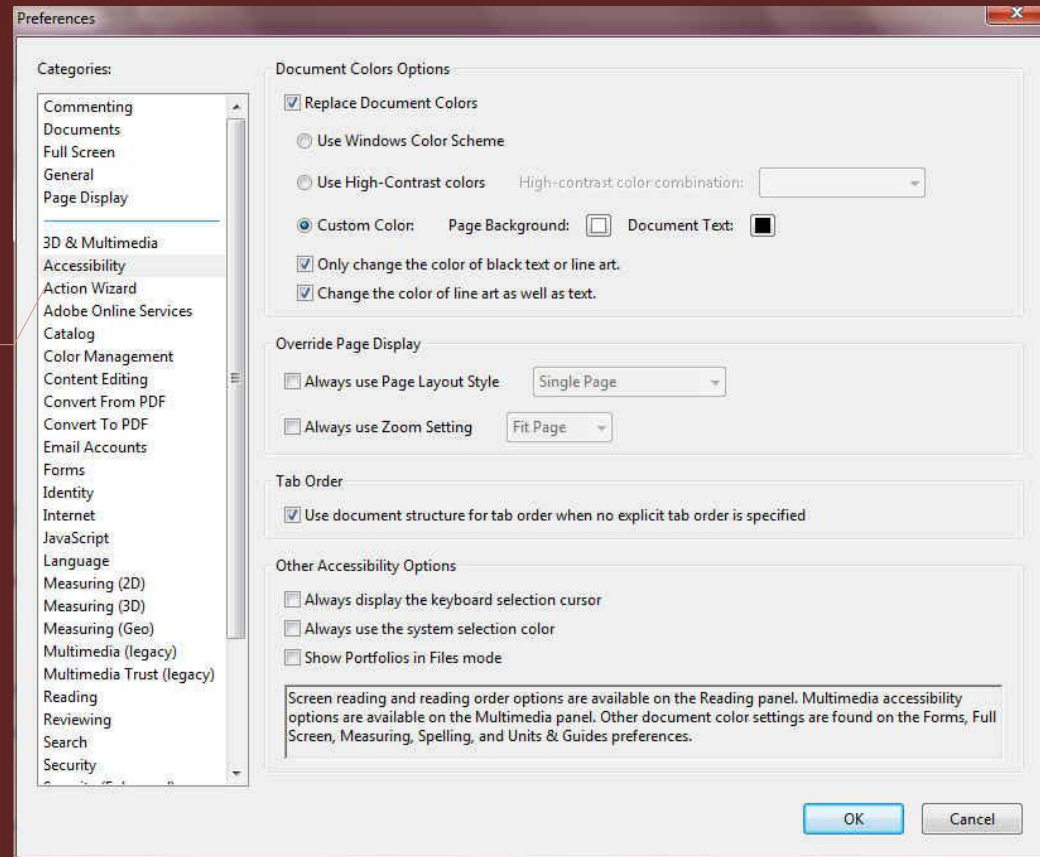 Preferences
x
Categories:
Commenting
Documents
Full Screen
General
Page Display
3D & Multimedia
Accessibility
Action Wizard
Adobe Online Services
Catalog
Color Management
Content Editing
Convert From PDF
Convert To PDF
Email Accounts
Forms
Identity
Internet
JavaScript
Language
Measuring (2D)
Measuring (3D)
Measuring (Geo)
Multimedia (legacy)
Multimedia Trust (legacy)
Reading
Reviewing
Search
Security
Document Colors Options
Replace Document Colors
Use Windows Color Scheme
Use High-Contrast colors High-contrast color combination:
Custom Color: Page Background: Document Text:
Only change the color of black text or line art.
Change the color of line art as well as text.
Override Page Display
Always use Page Layout Style Single Page
Always use Zoom Setting Fit Page
Tab Order
Use document structure for tab order when no explicit tab order is specified
Other Accessibility Options
Always display the keyboard selection cursor
Always use the system selection color
Show Portfolios in Files mode
Screen reading and reading order options are available on the Reading panel. Multimedia accessibility
options are available on the Multimedia panel. Other document color settings are found on the Forms, Full
Screen, Measuring, Spelling, and Units & Guides preferences.
OK Cancel